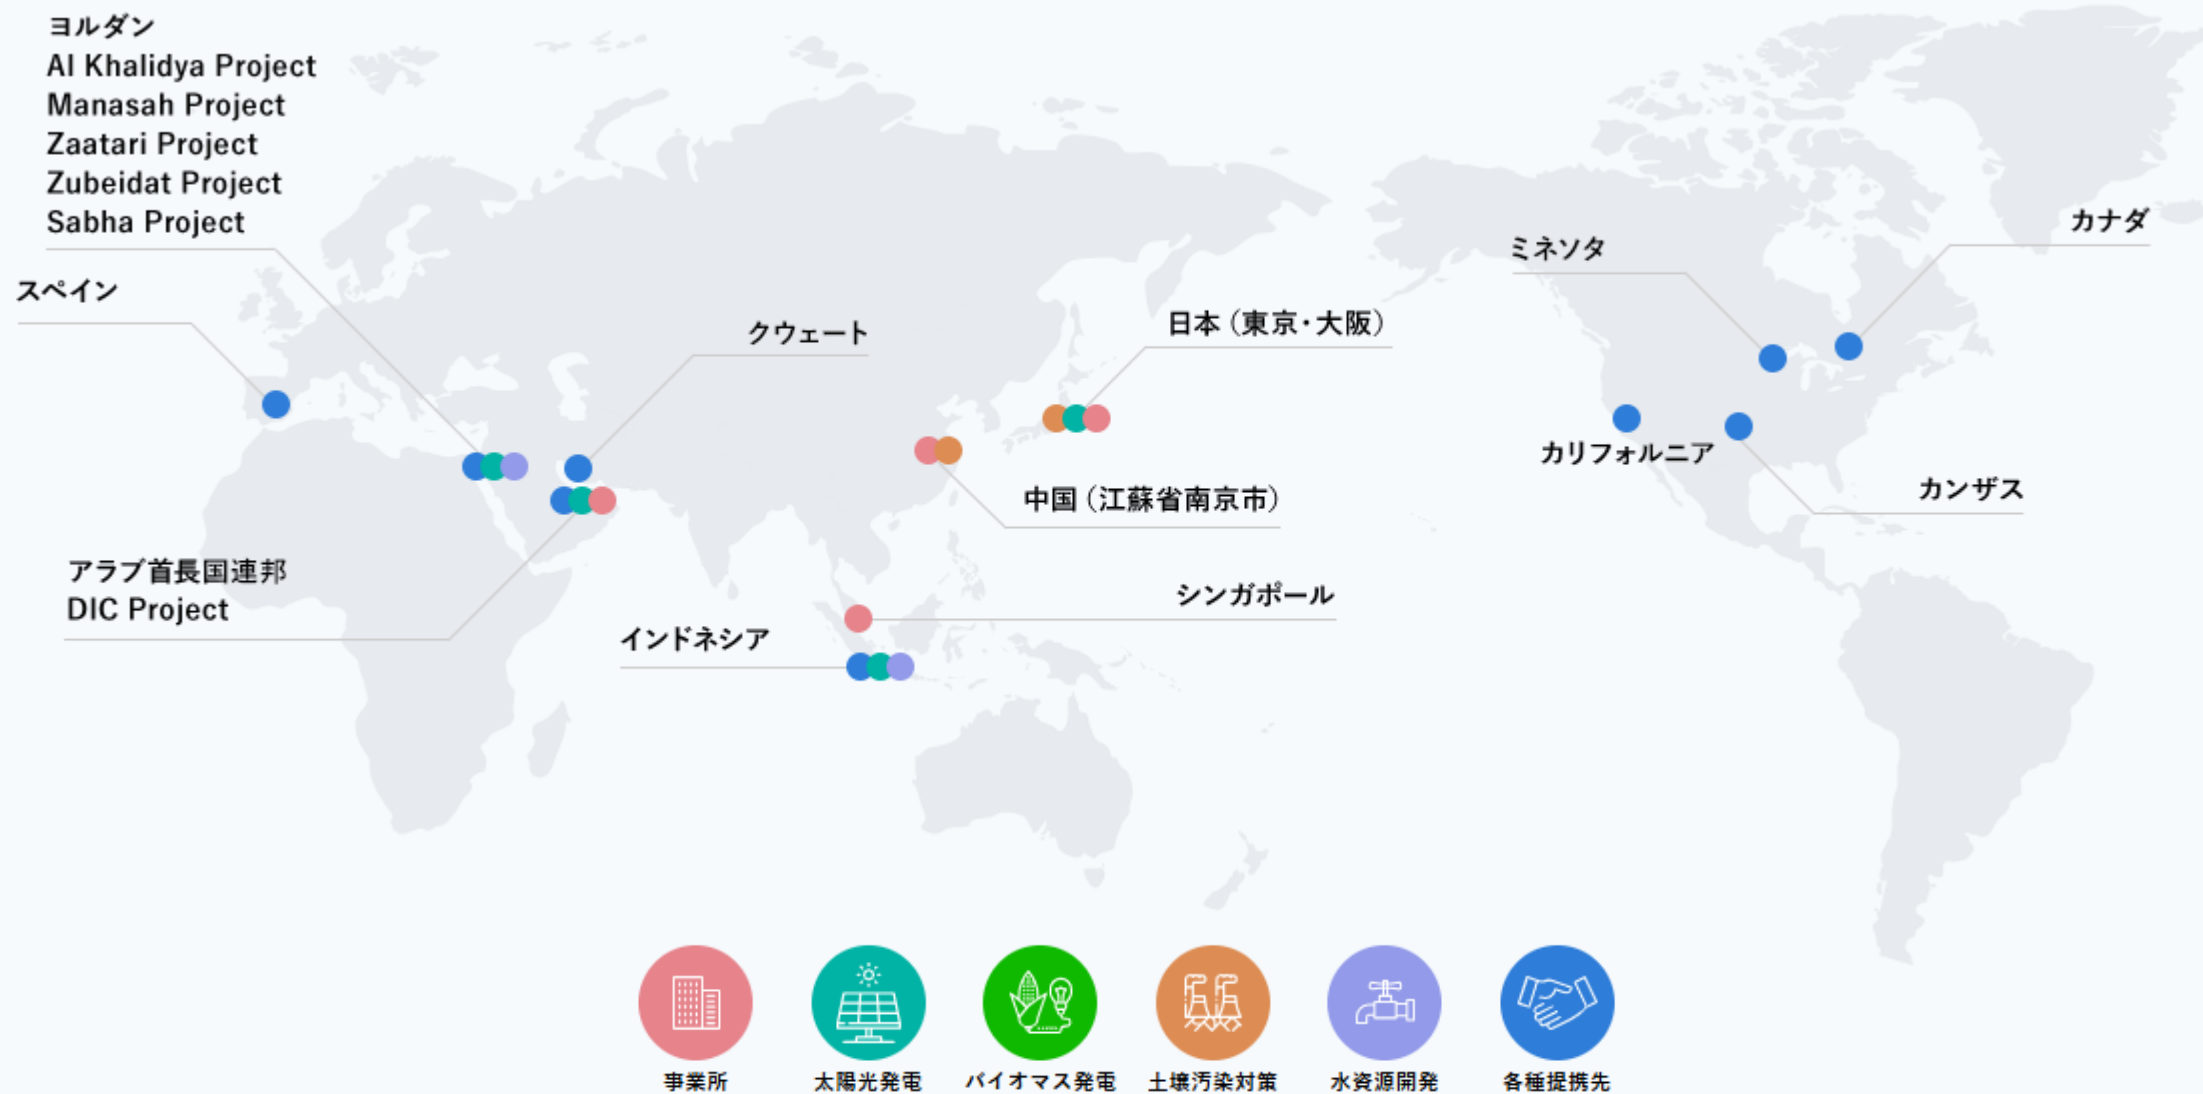 ヨルダン
Al Khalidya Project
Manasah Project
Zaatari Project
Zubeidat Project
Sabha Project
スペイン
クウェート
日本（東京・大阪）
ミネソタ
カナダ
カリフォルニア
カンザス
中国（江蘇省南京市）
アラブ首長国連邦
DIC Project
シンガポール
インドネシア
事業所
太陽光発電
バイオマス発電
土壌汚染対策
水資源開発
各種提携先